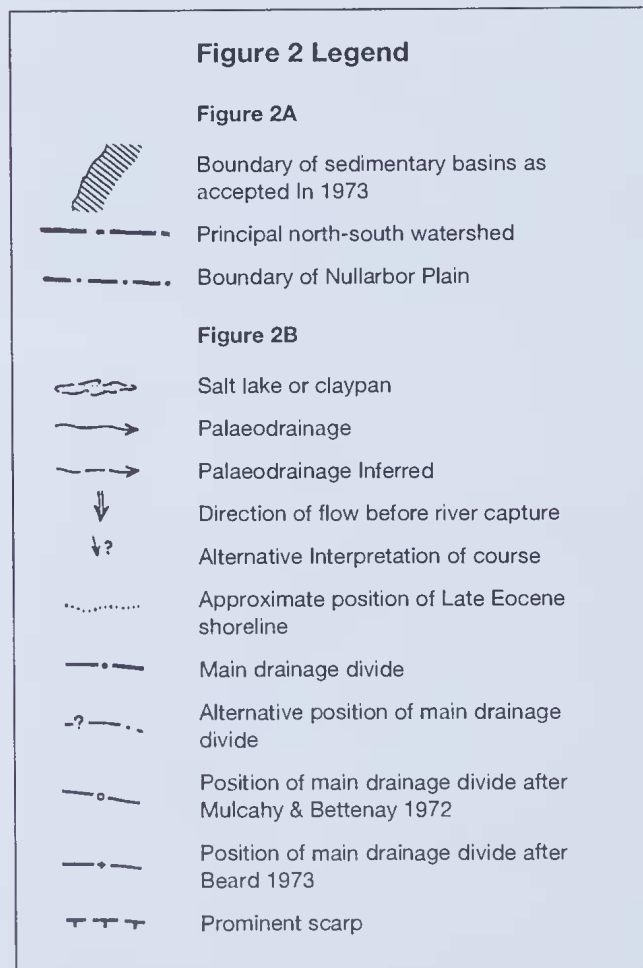 Figure 2 Legend
Figure 2A
Boundary of sedimentary basins as
accepted In 1973
Principal north-south watershed
Boundary of Nullarbor Plain
Figure 2B
Salt lake or claypan
Palaeodrainage
Palaeodrainage Inferred
Direction of flow before river capture
?
Alternative Interpretation of course
Approximate position of Late Eocene
shoreline
Main drainage divide
-?
Alternative position of main drainage
divide
Position of main drainage divide after
Mulcahy & Bettenay 1972
Position of main drainage divide after
Beard 1973
Prominent scarp